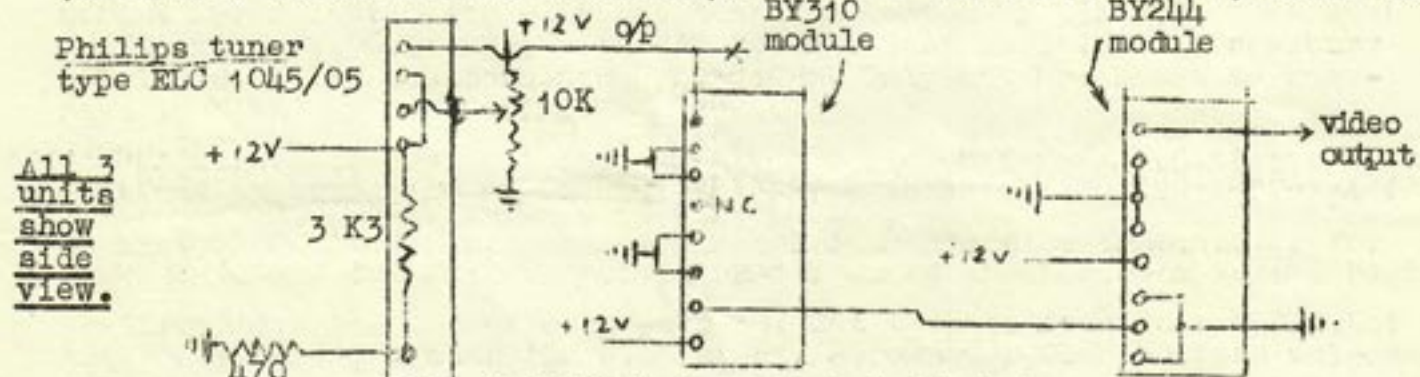 Philips tuner
type ELC 1045/05
+12V
o/p
BY310
module
BY244
module
10K
+12V
All 3
units
show
side
view.
3 K3
NC
+12V
+12V
video
output
470